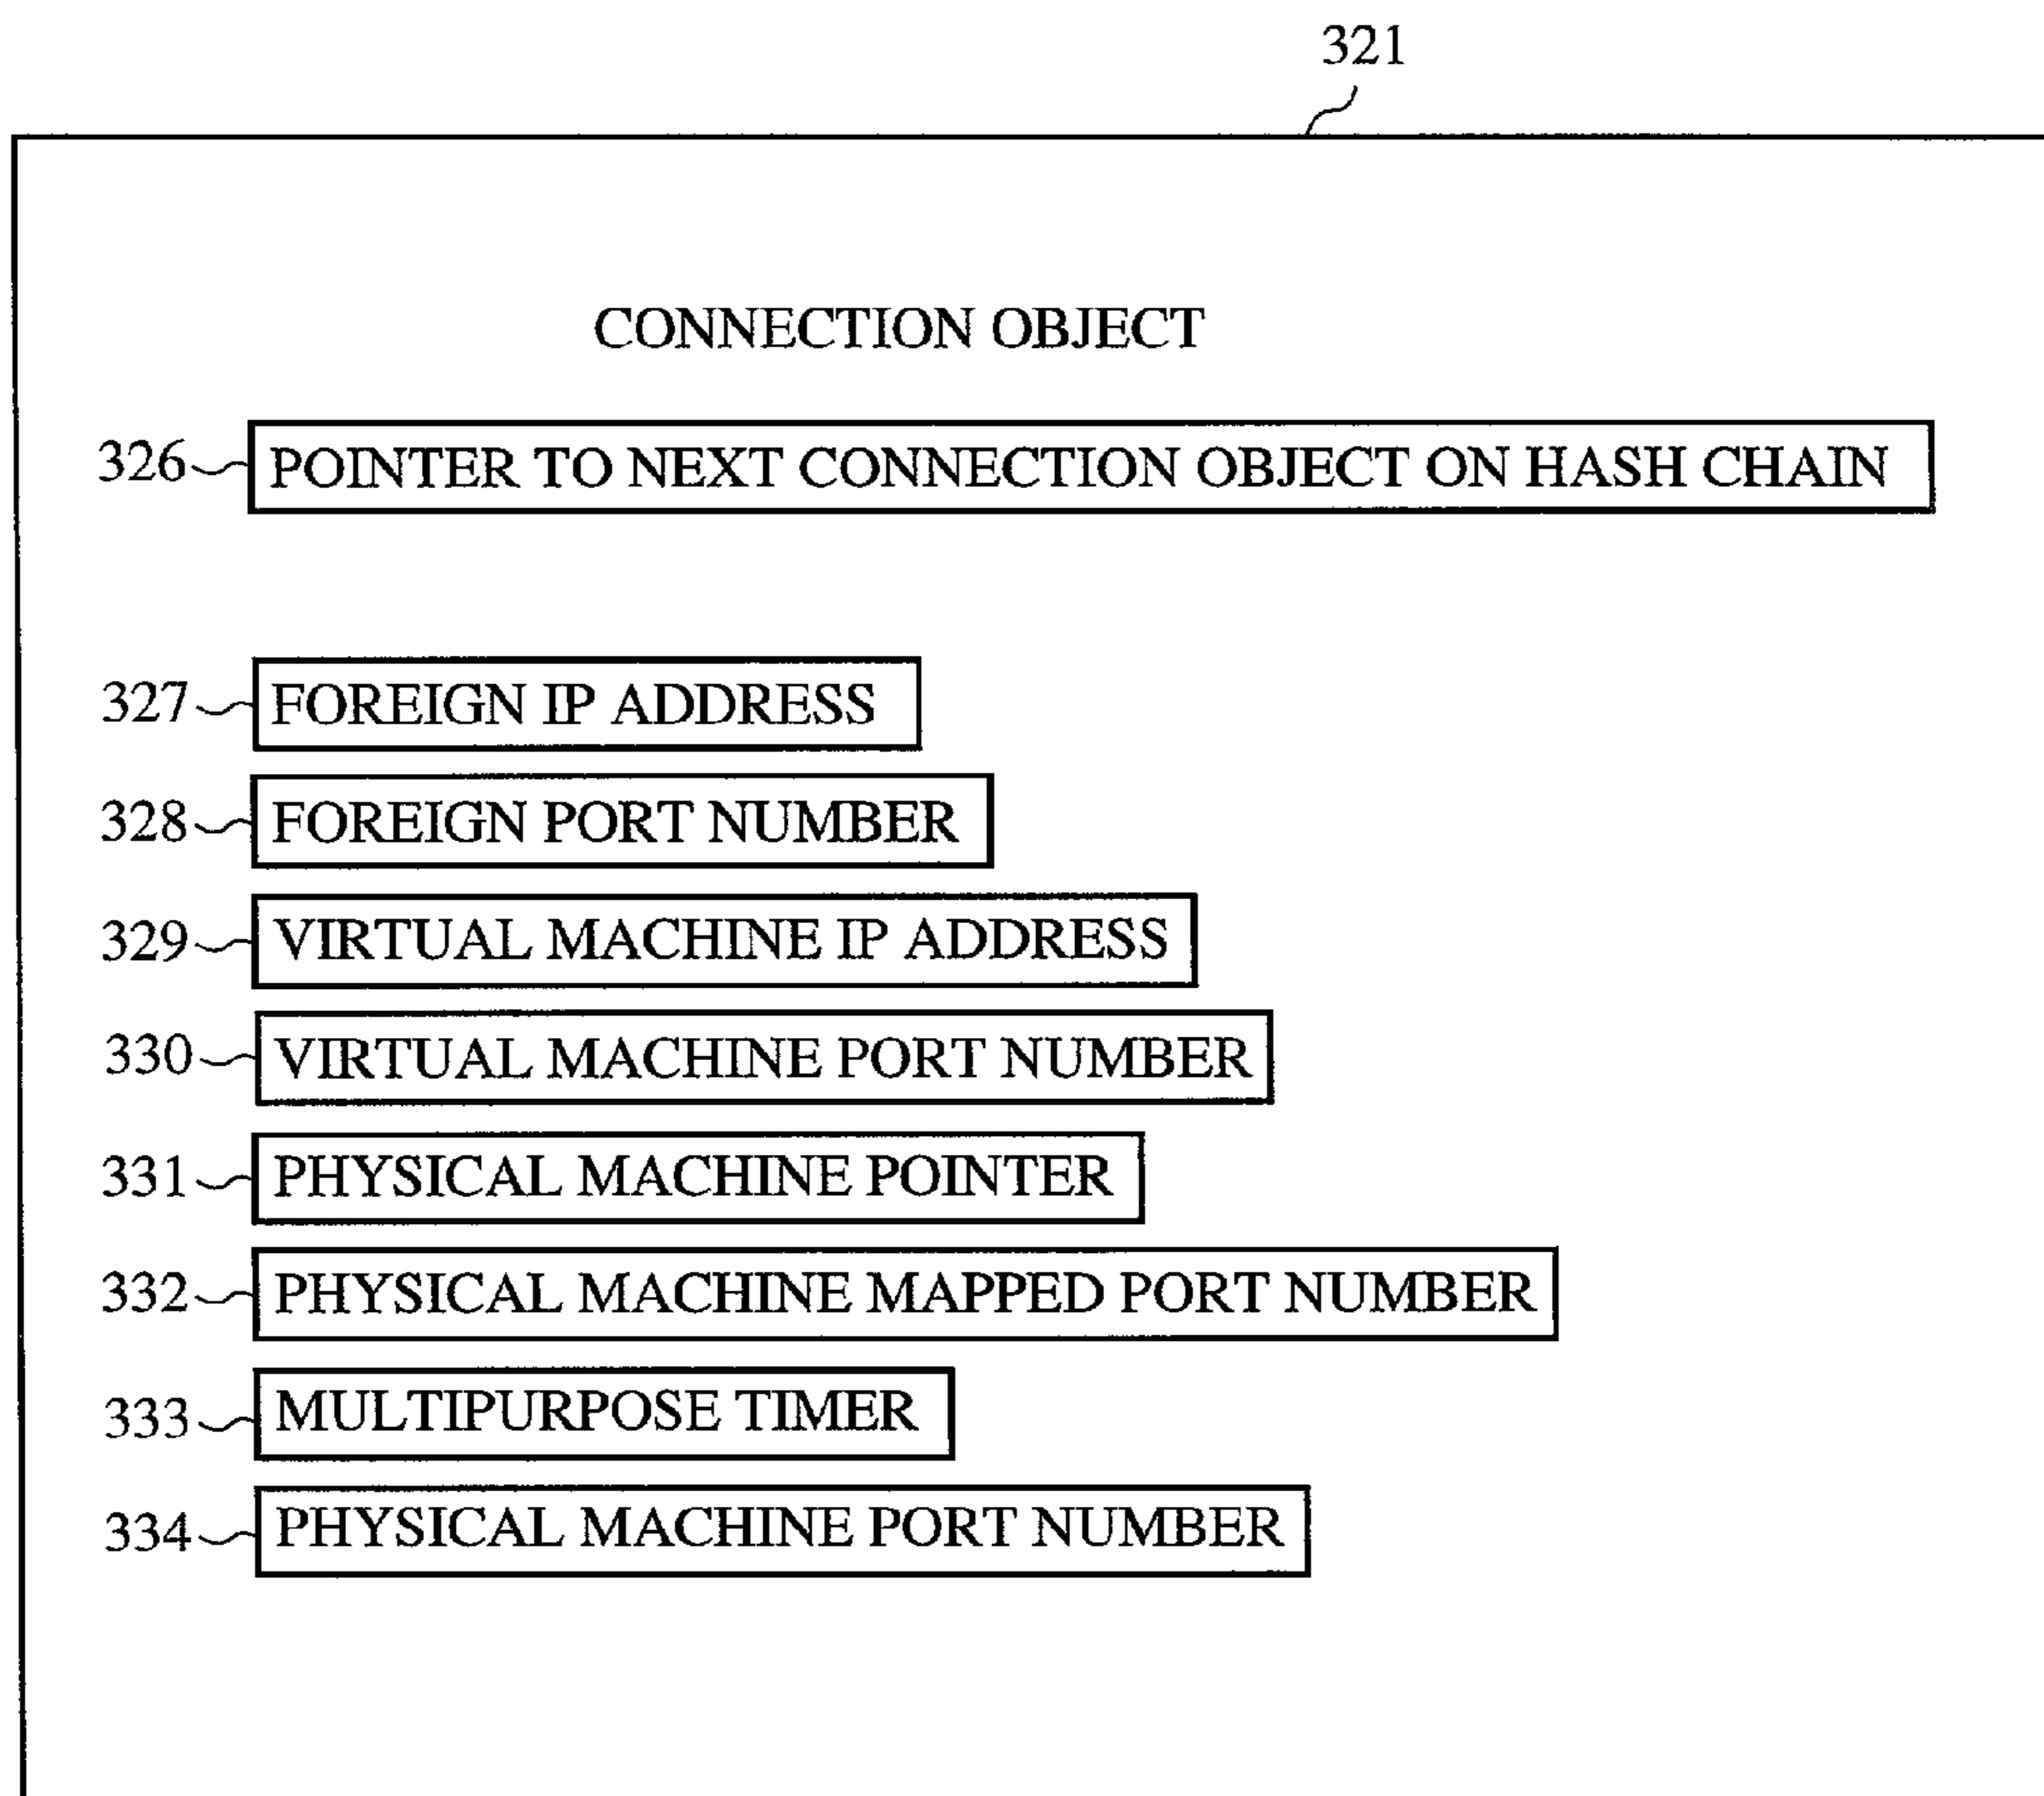 321
CONNECTION OBJECT
326 POINTER TO NEXT CONNECTION OBJECT ON HASH CHAIN
327 FOREIGN IP ADDRESS
328 FOREIGN PORT NUMBER
329 VIRTUAL MACHINE IP ADDRESS
330 VIRTUAL MACHINE PORT NUMBER
331 PHYSICAL MACHINE POINTER
332 PHYSICAL MACHINE MAPPED PORT NUMBER
333 MULTIPURPOSE TIMER
334 PHYSICAL MACHINE PORT NUMBER